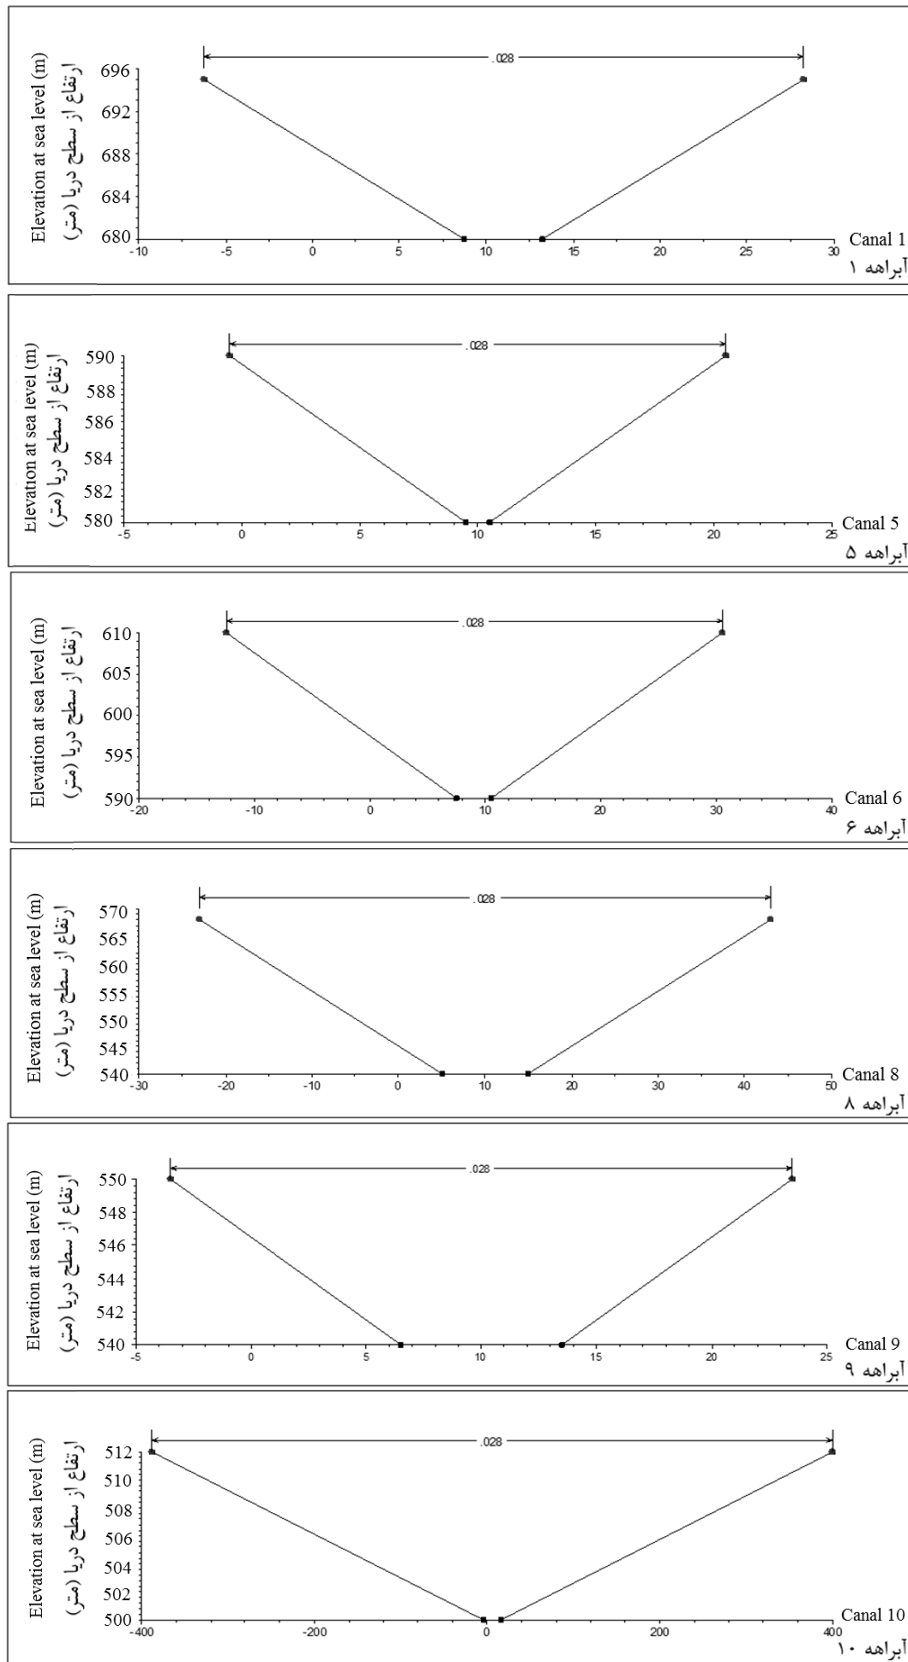 .028
Elevation at sea level (m)
ارتفاع از سطح دریا (متر)
696
692
688
684
680
-10 -5 0 5 10 15 20 25 30
Canal 1
آبراهه ۱
.028
Elevation at sea level (m)
ارتفاع از سطح دریا (متر)
590
588
586
584
582
580
-5 0 5 10 15 20 25
Canal 5
آبراهه ۵
.028
Elevation at sea level (m)
ارتفاع از سطح دریا (متر)
610
605
600
595
590
-20 -10 0 10 20 30 40
Canal 6
آبراهه ۶
.028
Elevation at sea level (m)
ارتفاع از سطح دریا (متر)
570
565
560
555
550
545
540
-30 -20 -10 0 10 20 30 40 50
Canal 8
آبراهه ۸
.028
Elevation at sea level (m)
ارتفاع از سطح دریا (متر)
550
548
546
544
542
540
-5 0 5 10 15 20 25
Canal 9
آبراهه ۹
.028
Elevation at sea level (m)
ارتفاع از سطح دریا (متر)
512
510
508
506
504
502
500
-400 -200 0 200 400
Canal 10
آبراهه ۱۰